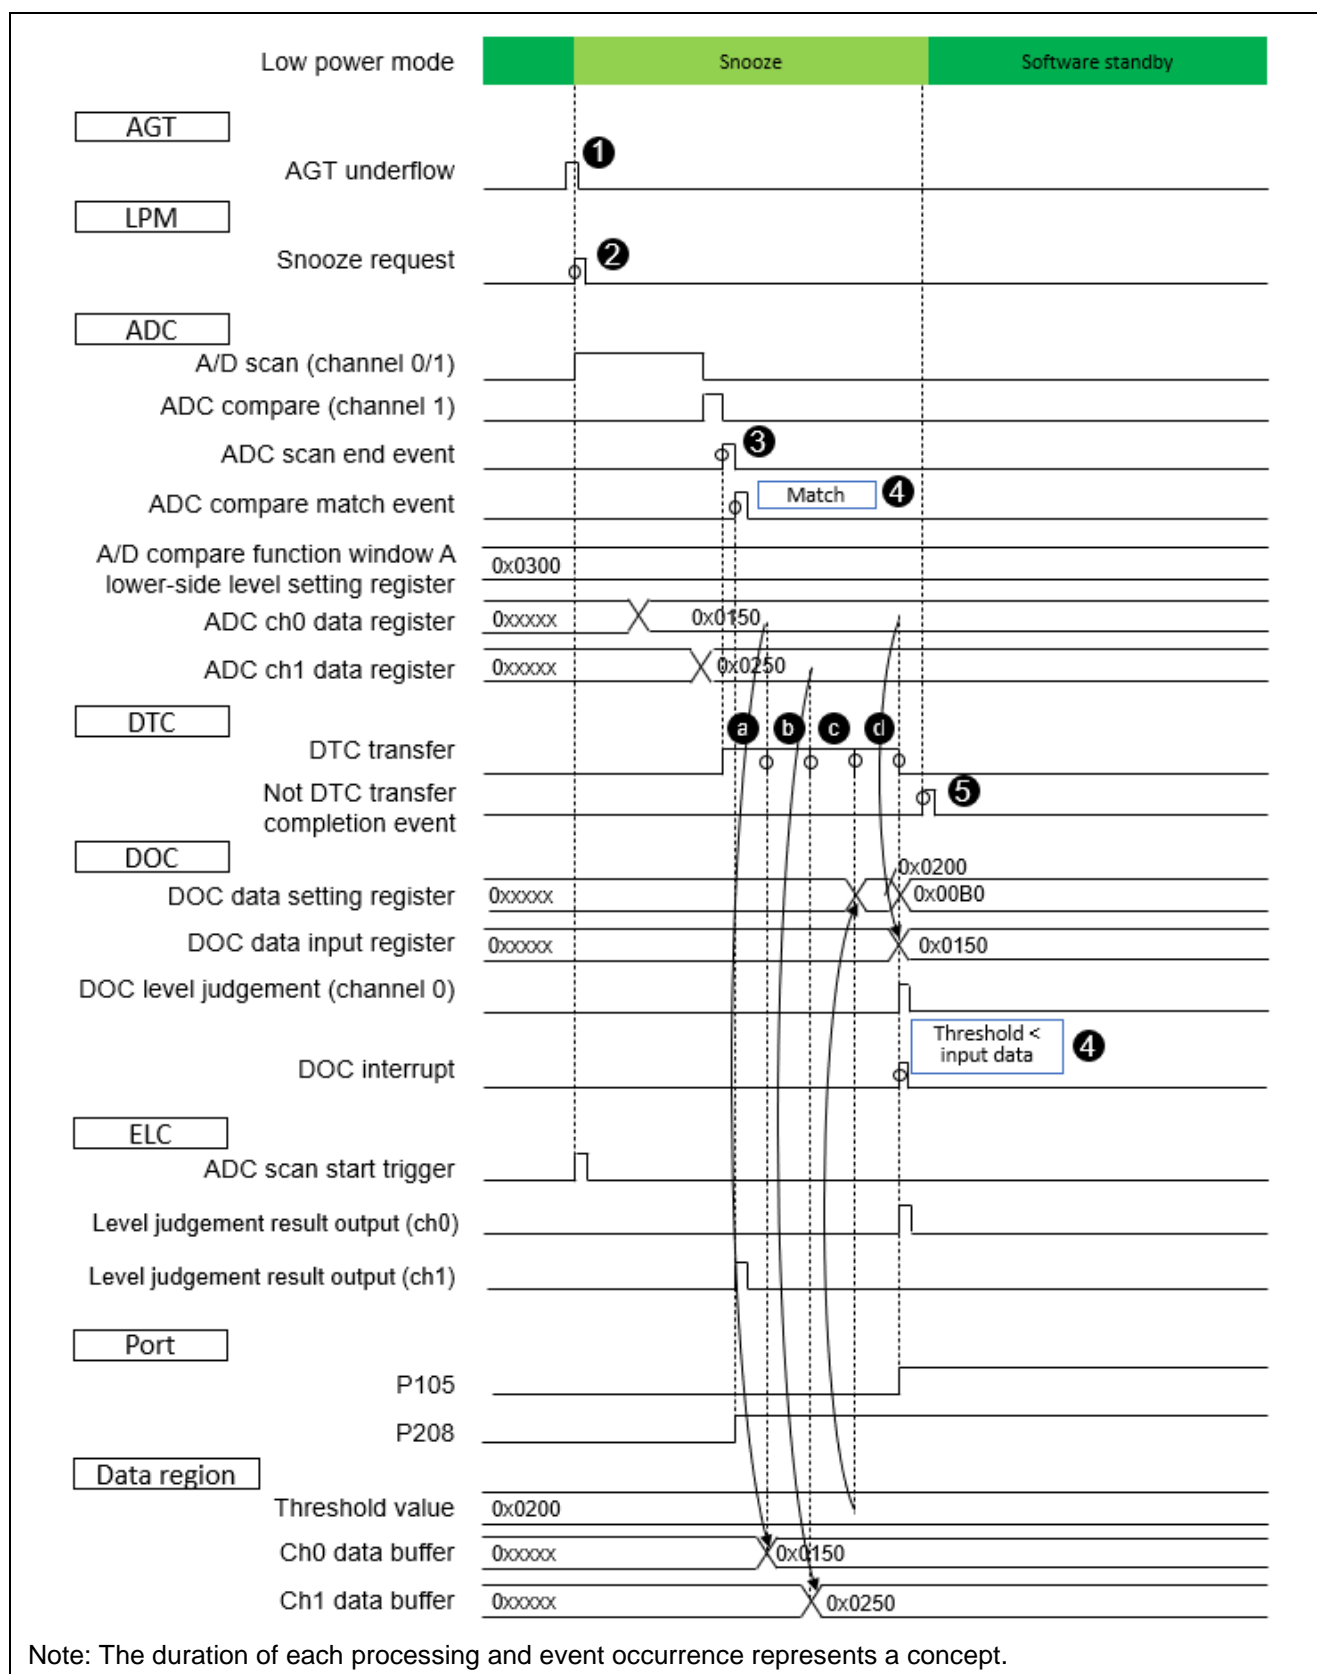 Low power mode
Snooze
Software standby
AGT
AGT underflow
1
LPM
Snooze request
2
ADC
A/D scan (channel 0/1)
ADC compare (channel 1)
ADC scan end event
3
ADC compare match event
Match
4
A/D compare function window A
lower-side level setting register
0x0300
ADC ch0 data register
0xxxxx
0x0150
ADC ch1 data register
0xxxxx
0x0250
DTC
a
b
c
d
DTC transfer
Not DTC transfer
completion event
5
DOC
0x0200
DOC data setting register
0xxxxx
0x00B0
DOC data input register
0xxxxx
0x0150
DOC level judgement (channel 0)
Threshold <
input data
4
DOC interrupt
ELC
ADC scan start trigger
Level judgement result output (ch0)
Level judgement result output (ch1)
Port
P105
P208
Data region
Threshold value
0x0200
Ch0 data buffer
0xxxxx
0x0150
Ch1 data buffer
0xxxxx
0x0250
Note: The duration of each processing and event occurrence represents a concept.